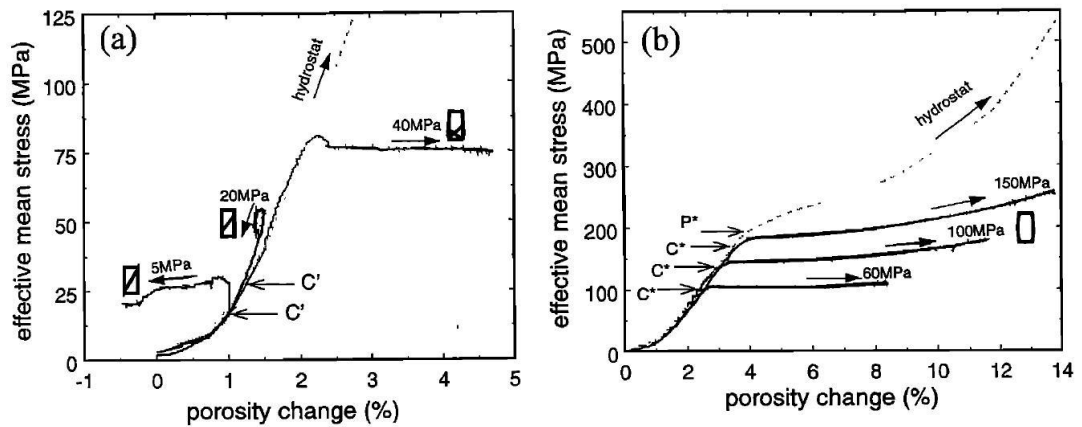 (a)
effective mean stress (MPa)
125
100
75
50
25
0
hydrostat
40MPa
20MPa
5MPa
C'
C'
-1 0 1 2 3 4 5
porosity change (%)
(b)
effective mean stress (MPa)
500
400
300
200
100
0
hydrostat
150MPa
P*
C*
100MPa
C*
60MPa
C*
0 2 4 6 8 10 12 14
porosity change (%)